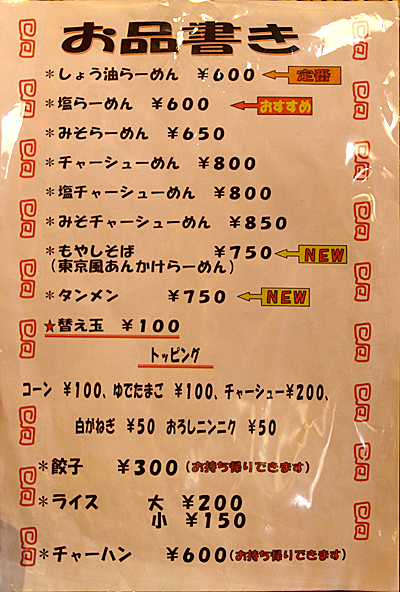 お品書き
*しょう油らーめん ￥600 定番
*塩らーめん ￥600 おすすめ
*みそらーめん ￥650
*チャーシューめん ￥800
*塩チャーシューめん ￥800
*みそチャーシューめん ￥850
*もやしそば ￥750 NEW
(東京風あんかけらーめん)
*タンメン ￥750 NEW
★替え玉 ￥100
トッピング
コーン ￥100、ゆでたまご ￥100、チャーシュー￥200、
白がねぎ ￥50 おろしニンニク ￥50
*餃子 ￥300(お持ち帰りできます)
*ライス 大 ￥200
小 ￥150
*チャーハン ￥600(お持ち帰りできます)